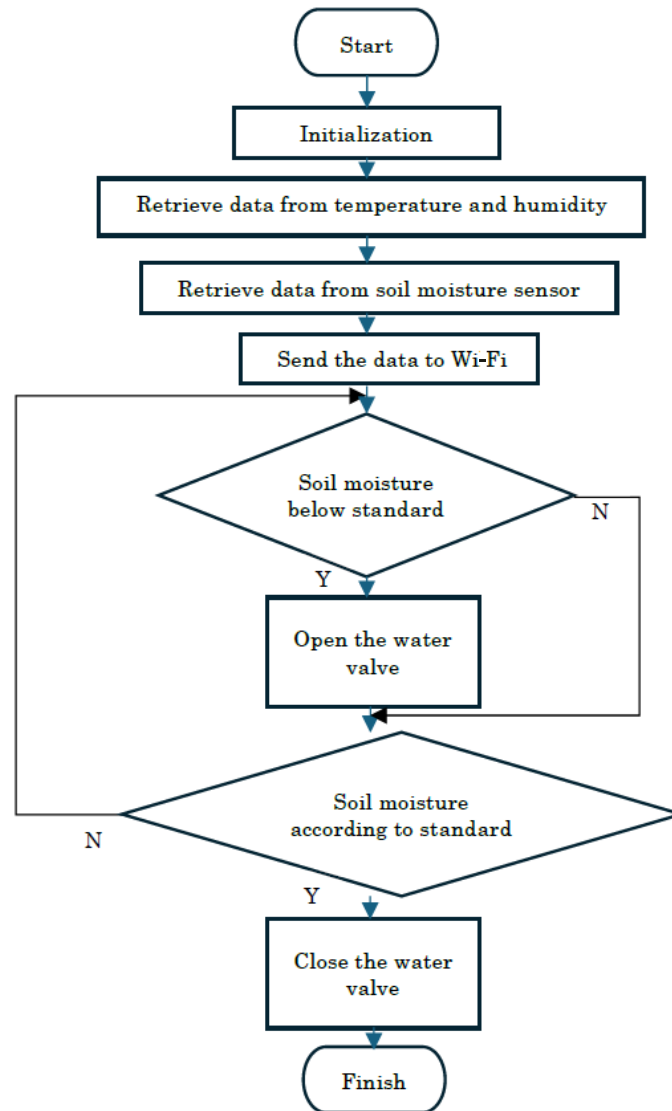 Start
Initialization
Retrieve data from temperature and humidity
Retrieve data from soil moisture sensor
Send the data to Wi-Fi
Soil moisture
below standard
N
Y
Open the water
valve
Soil moisture
according to standard
N
Y
Close the water
valve
Finish